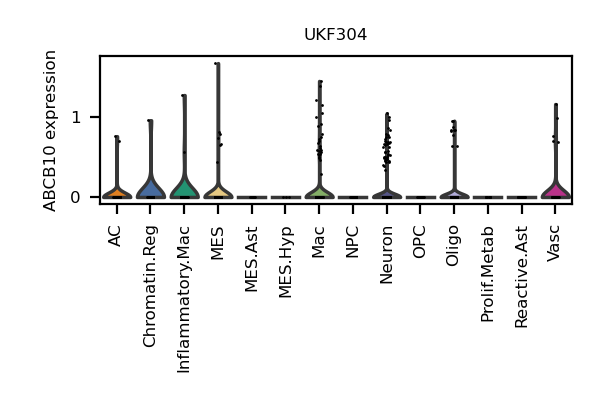 UKF304
ABCB10 expression
1
0
AC
Chromatin.Reg
Inflammatory.Mac
MES
MES.Ast
MES.Hyp
Mac
NPC
Neuron
OPC
Oligo
Prolif.Metab
Reactive.Ast
Vasc